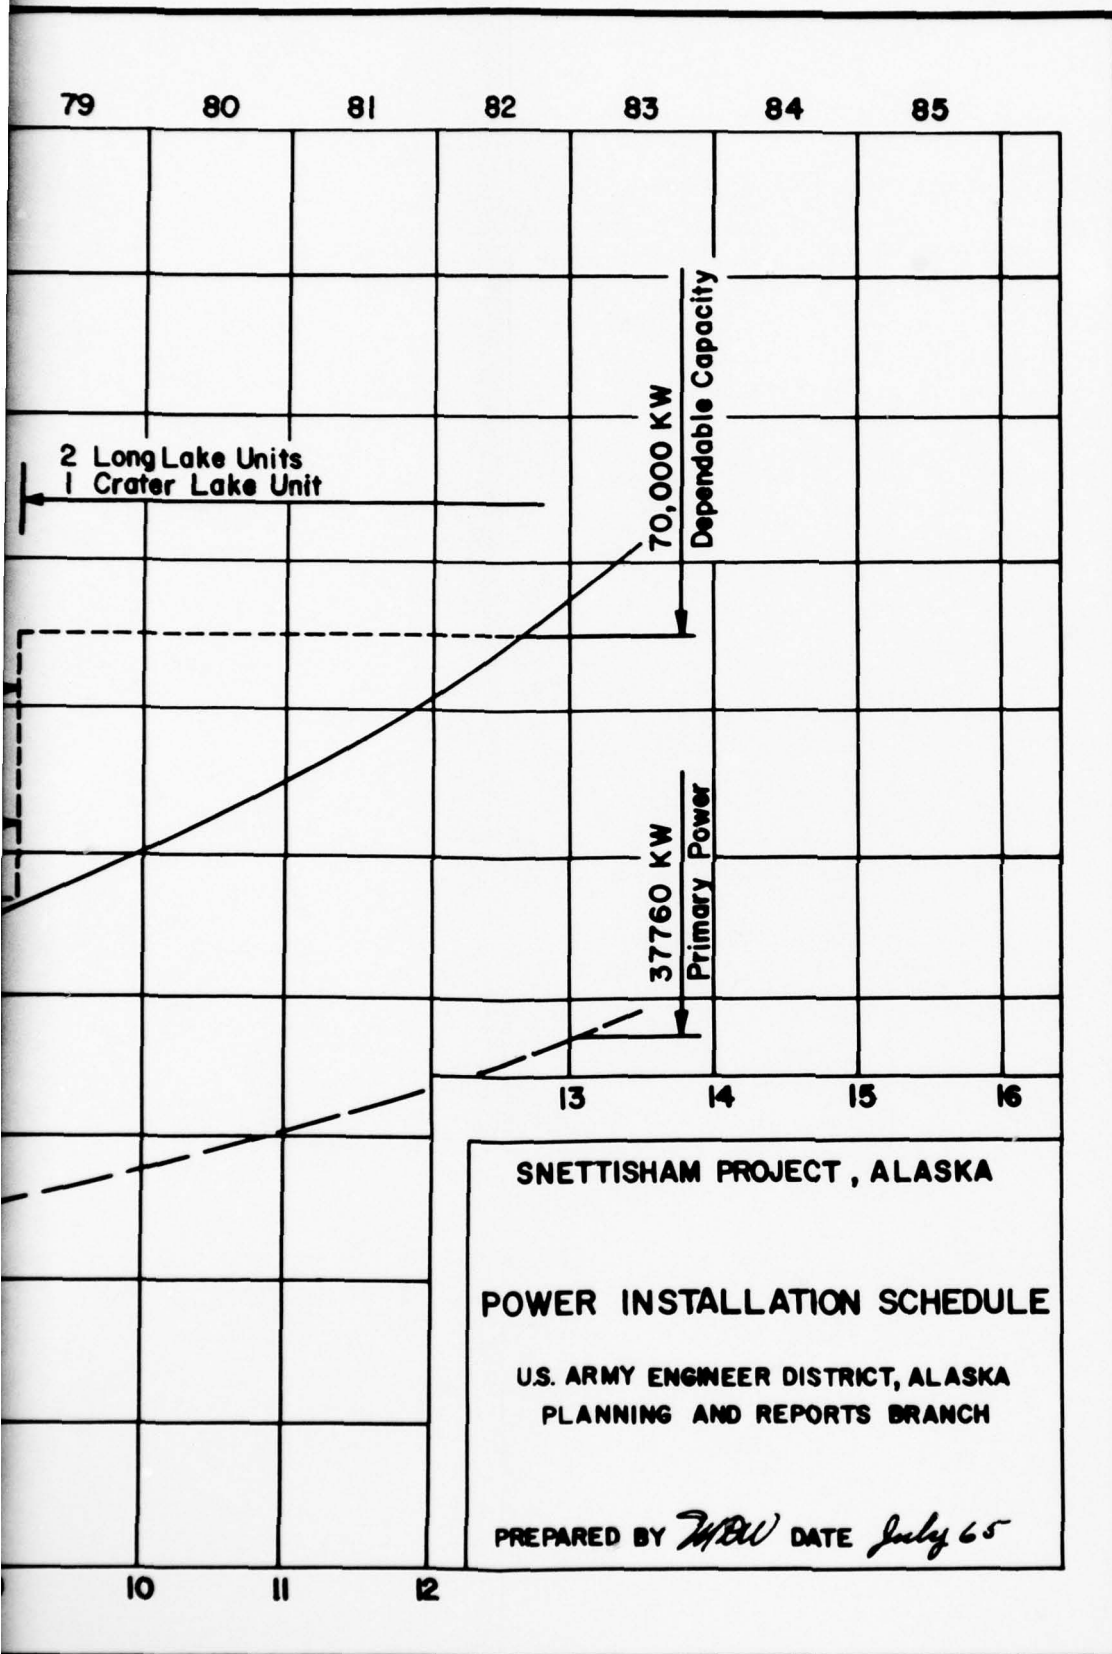 79 80 81 82 83 84 85
2 Long Lake Units
1 Crater Lake Unit
70,000 KW
Dependable Capacity
37760 KW
Primary Power
13 14 15 16
SNETTISHAM PROJECT, ALASKA
POWER INSTALLATION SCHEDULE
U.S. ARMY ENGINEER DISTRICT, ALASKA
PLANNING AND REPORTS BRANCH
PREPARED BY DATE July 65
10 11 12